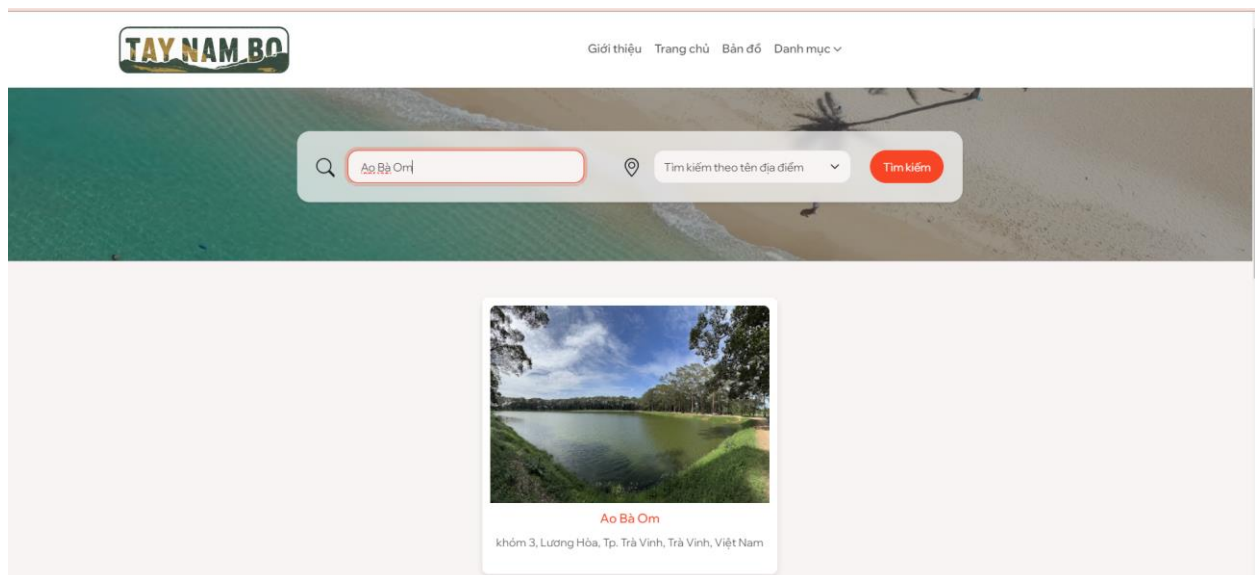 TAY NAM BO
Giới thiệu Trang chủ Bản đồ Danh mục
Ao Bà Om Tìm kiếm theo tên địa điểm Tìm kiếm
Ao Bà Om
khóm 3, Lương Hòa, Tp. Trà Vinh, Trà Vinh, Việt Nam